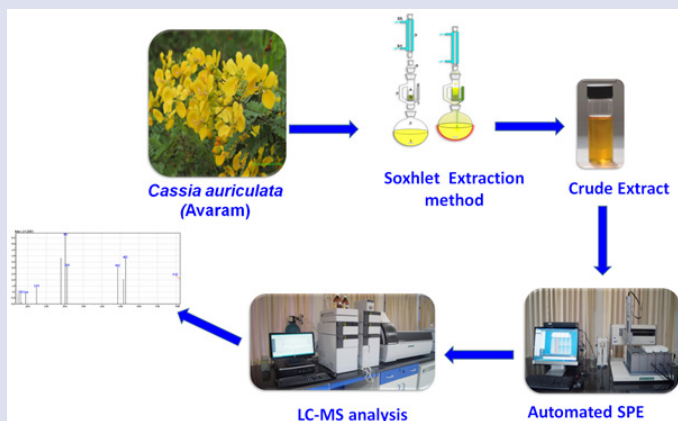 Cassia auriculata
(Avaram)
Soxhlet Extraction
method
Crude Extract
Automated SPE
LC-MS analysis